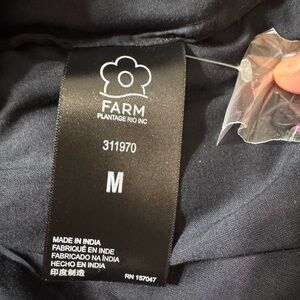 FARM
PLANTAGE RIO INC
311970
M
MADE IN INDIA
FABRIQUÉ EN INDE
FABRICADO NA ÍNDIA
HECHO EN INDIA
印度制造
RN 157047